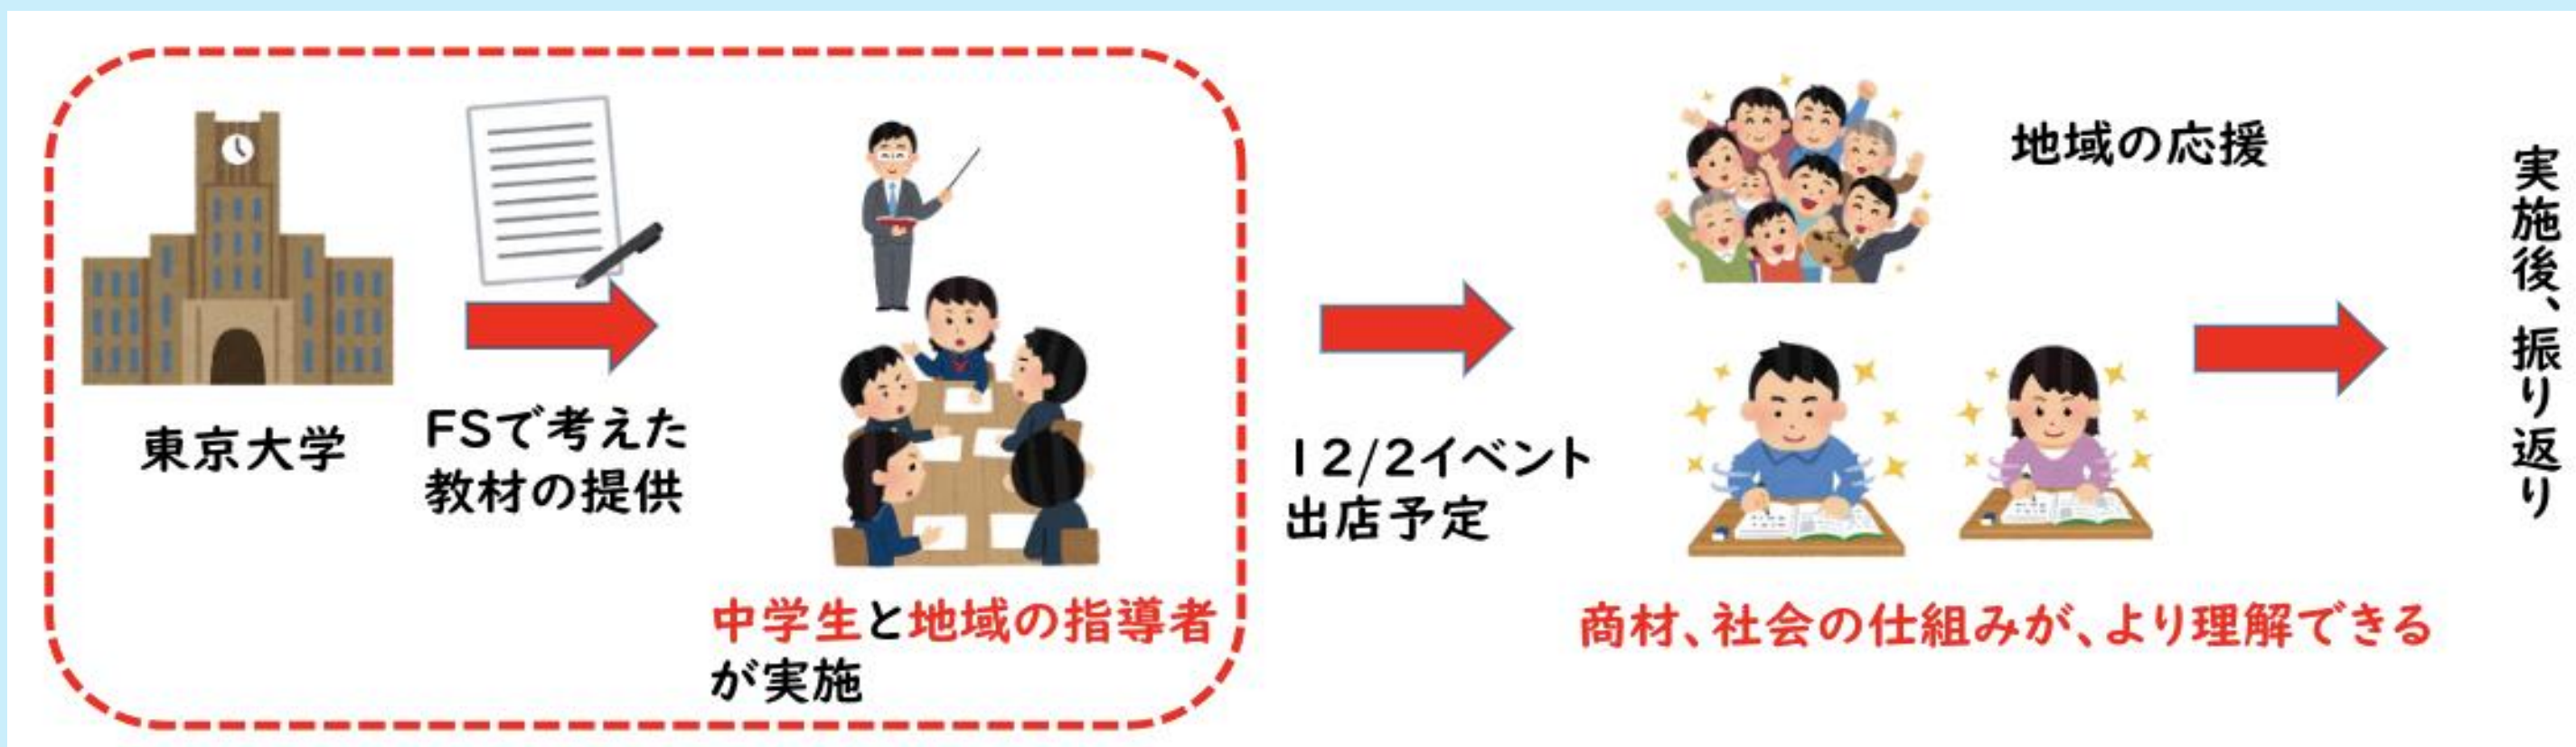 東京大学
FSで考えた
教材の提供
中学生と地域の指導者
が実施
12/2イベント
出店予定
地域の応援
商材、社会の仕組みが、より理解できる
実施後、振り返り